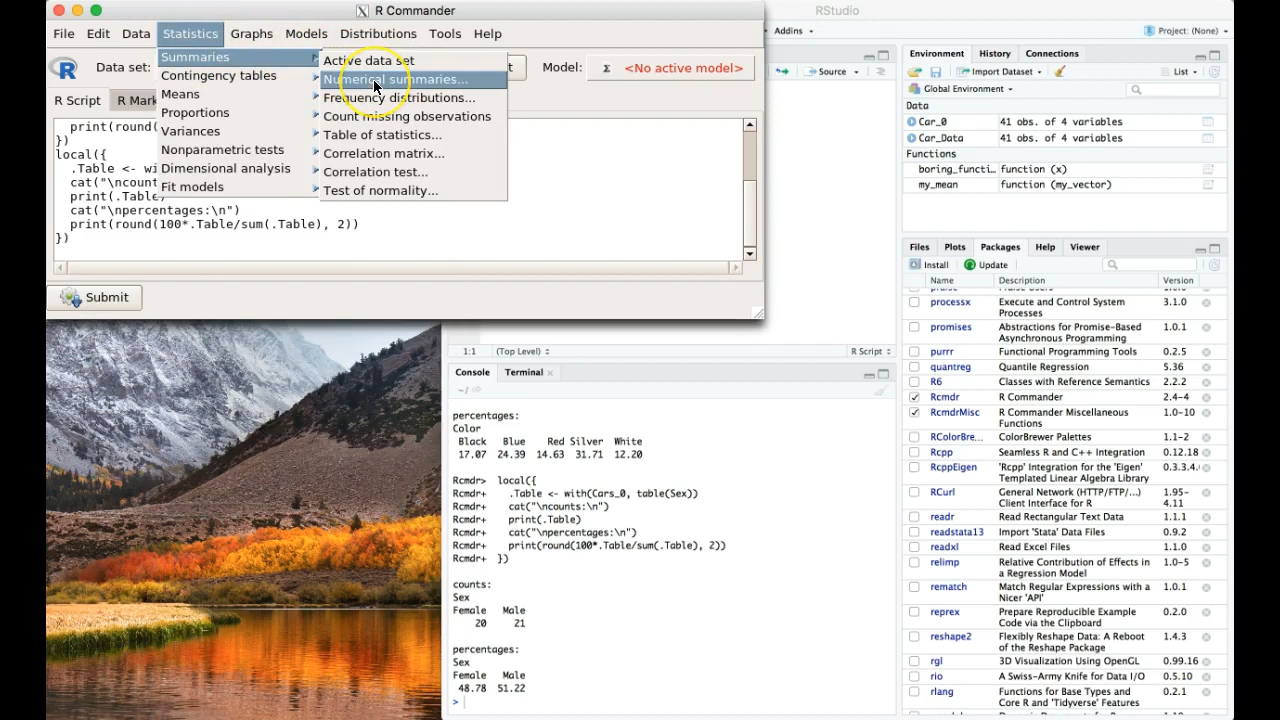 R Commander
File Edit Data Statistics Graphs Models Distributions Tools Help
Data set:
Model: Σ <No active model>
R Script R Mark
Summaries
Contingency tables
Means
Proportions
Variances
Nonparametric tests
Dimensional analysis
Fit models
Active data set
Numerical summaries...
Frequency distributions...
Count missing observations
Table of statistics...
Correlation matrix...
Correlation test...
Test of normality...
print(round(
})
local({
.Table <- with(
cat("\ncount
print(.Table)
cat("\npercentages:\n")
print(round(100*.Table/sum(.Table), 2))
})
Submit
RStudio
Addins
Project: (None)
Source
1:1 (Top Level) R Script
Console Terminal
~/
percentages:
Color
Black Blue Red Silver White
17.07 24.39 14.63 31.71 12.20
Rcmdr> local({
Rcmdr+ .Table <- with(Cars_0, table(Sex))
Rcmdr+ cat("\ncounts:\n")
Rcmdr+ print(.Table)
Rcmdr+ cat("\npercentages:\n")
Rcmdr+ print(round(100*.Table/sum(.Table), 2))
Rcmdr+ })
counts:
Sex
Female Male
20 21
percentages:
Sex
Female Male
48.78 51.22
>
Environment History Connections
Import Dataset List
Global Environment
Data
Car_0 41 obs. of 4 variables
Car_Data 41 obs. of 4 variables
Functions
boring_functi... function (x)
my_mean function (my_vector)
Files Plots Packages Help Viewer
Install Update
Name Description Version
processx Execute and Control System 3.1.0
Processes
promises Abstractions for Promise-Based 1.0.1
Asynchronous Programming
purrr Functional Programming Tools 0.2.5
quantreg Quantile Regression 5.36
R6 Classes with Reference Semantics 2.2.2
Rcmdr R Commander 2.4-4
RcmdrMisc R Commander Miscellaneous 1.0-10
Functions
RColorBre... ColorBrewer Palettes 1.1-2
Rcpp Seamless R and C++ Integration 0.12.18
RcppEigen 'Rcpp' Integration for the 'Eigen' 0.3.3.4.
Templated Linear Algebra Library
RCurl General Network (HTTP/FTP/...) 1.95-
Client Interface for R 4.11
readr Read Rectangular Text Data 1.1.1
readstata13 Import 'Stata' Data Files 0.9.2
readxl Read Excel Files 1.1.0
relimp Relative Contribution of Effects in 1.0-5
a Regression Model
rematch Match Regular Expressions with a 1.0.1
Nicer 'API'
reprex Prepare Reproducible Example 0.2.0
Code via the Clipboard
reshape2 Flexibly Reshape Data: A Reboot 1.4.3
of the Reshape Package
rgl 3D Visualization Using OpenGL 0.99.16
rio A Swiss-Army Knife for Data I/O 0.5.10
rlang Functions for Base Types and 0.2.1
Core R and 'Tidyverse' Features